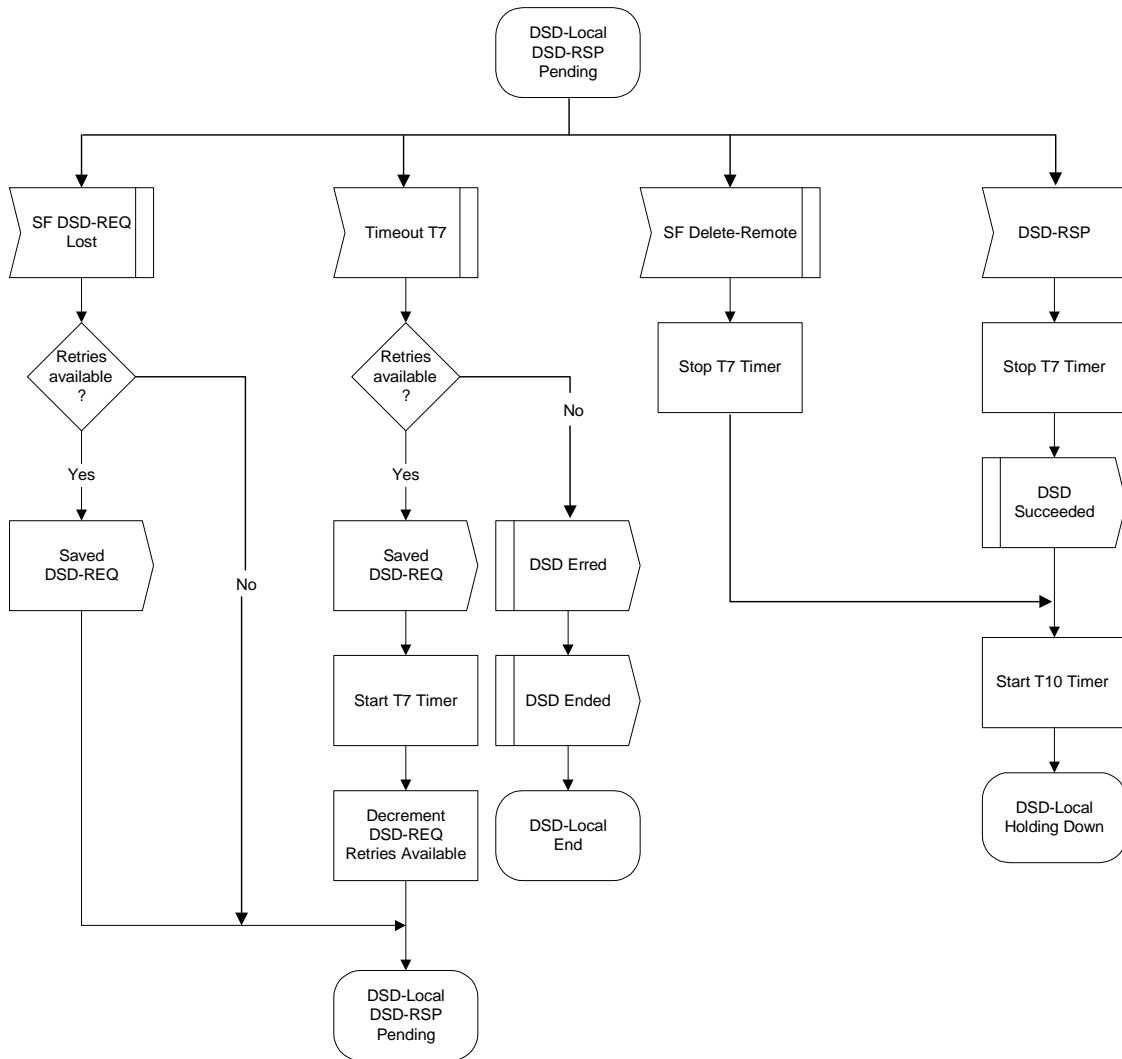 DSD-Local
DSD-RSP
Pending
SF DSD-REQ
Lost
Timeout T7
SF Delete-Remote
DSD-RSP
Retries
available
?
Retries
available
?
Stop T7 Timer
Stop T7 Timer
No
Yes
Yes
DSD
Succeeded
Saved
DSD-REQ
No
Saved
DSD-REQ
DSD Erred
Start T7 Timer
DSD Ended
Start T10 Timer
Decrement
DSD-REQ
Retries Available
DSD-Local
End
DSD-Local
Holding Down
DSD-Local
DSD-RSP
Pending